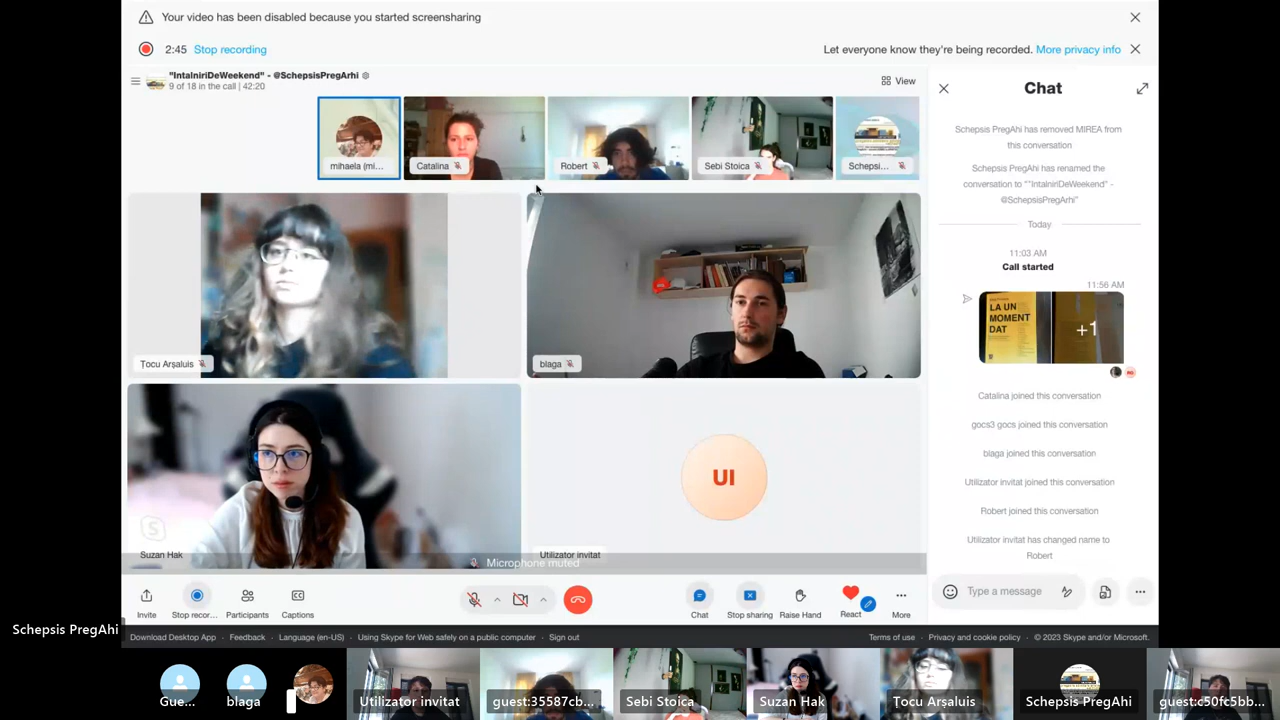 Your video has been disabled because you started screensharing
2:45 Stop recording
Let everyone know they're being recorded. More privacy info
"IntalniriDeWeekend" - @SchepsisPregArhi
9 of 18 in the call | 42:20
View
mihaela (mi...
Catalina
Robert
Sebi Stoica
Schepsi...
Țocu Arșaluis
blaga
Suzan Hak
UI
Utilizator invitat
Microphone muted
Invite
Stop recor...
Participants
Captions
Chat
Stop sharing
Raise Hand
React
More
Chat
Schepsis PregAhi has removed MIREA from
this conversation
Schepsis PregAhi has renamed the
conversation to ""IntalniriDeWeekend" -
@SchepsisPregArhi"
Today
11:03 AM
Call started
11:56 AM
LA UN
MOMENT
DAT
+1
Catalina joined this conversation
gocs3 gocs joined this conversation
blaga joined this conversation
Utilizator invitat joined this conversation
Robert joined this conversation
Utilizator invitat has changed name to
Robert
Type a message
Schepsis PregAhi
Download Desktop App · Feedback · Language (en-US) · Using Skype for Web safely on a public computer · Sign out
Terms of use · Privacy and cookie policy · © 2023 Skype and/or Microsoft.
Gue...
blaga
Utilizator invitat
guest:35587cb...
Sebi Stoica
Suzan Hak
Țocu Arșaluis
Schepsis PregAhi
guest:c50fc5bb...